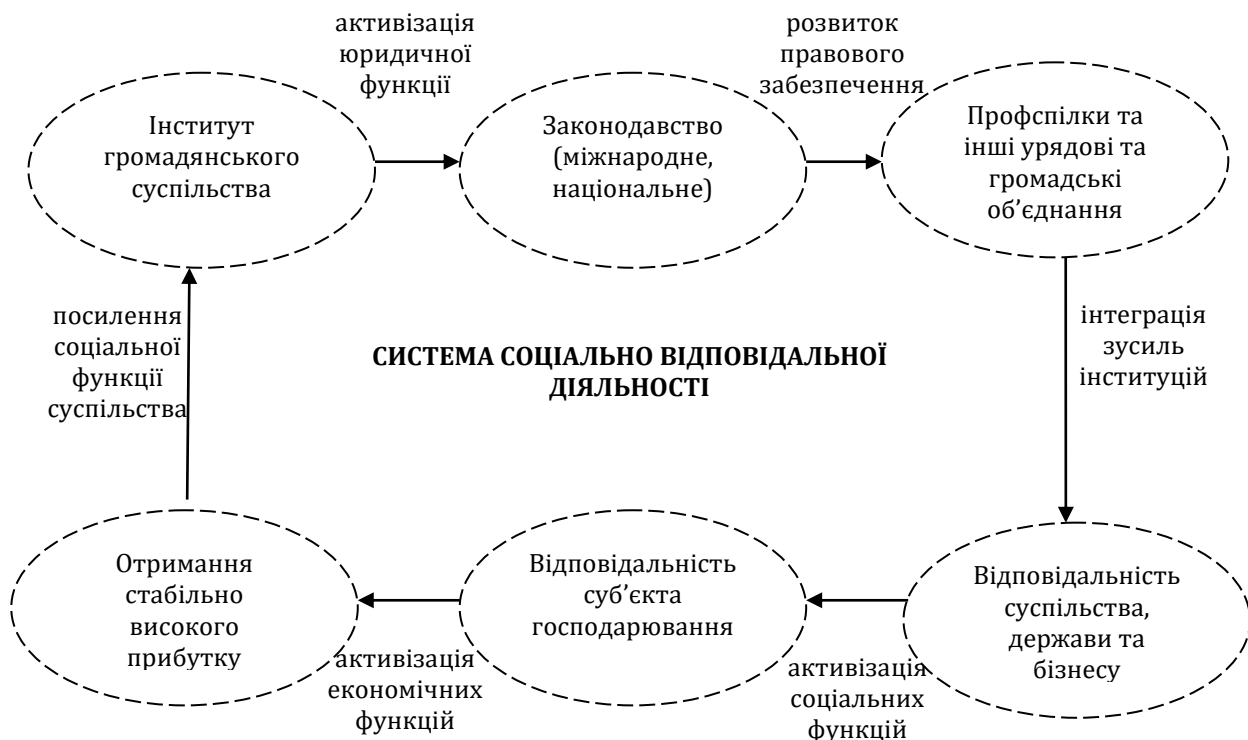 активізація
юридичної
функції
розвиток
правового
забезпечення
Інститут
громадянського
суспільства
Законодавство
(міжнародне,
національне)
Профспілки та
інші урядові та
громадські
об’єднання
посилення
соціальної
функції
суспільства
СИСТЕМА СОЦІАЛЬНО ВІДПОВІДАЛЬНОЇ
ДІЯЛЬНОСТІ
інтеграція
зусиль
інституцій
Отримання
стабільно
високого
прибутку
Відповідальність
суб’єкта
господарювання
Відповідальність
суспільства,
держави та
бізнесу
активізація
економічних
функцій
активізація
соціальних
функцій